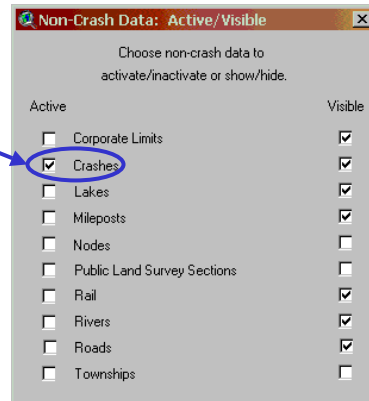 Non-Crash Data: Active/Visible
Choose non-crash data to
activate/inactivate or show/hide.
Active Visible
Corporate Limits
Crashes
Lakes
Mileposts
Nodes
Public Land Survey Sections
Rail
Rivers
Roads
Townships